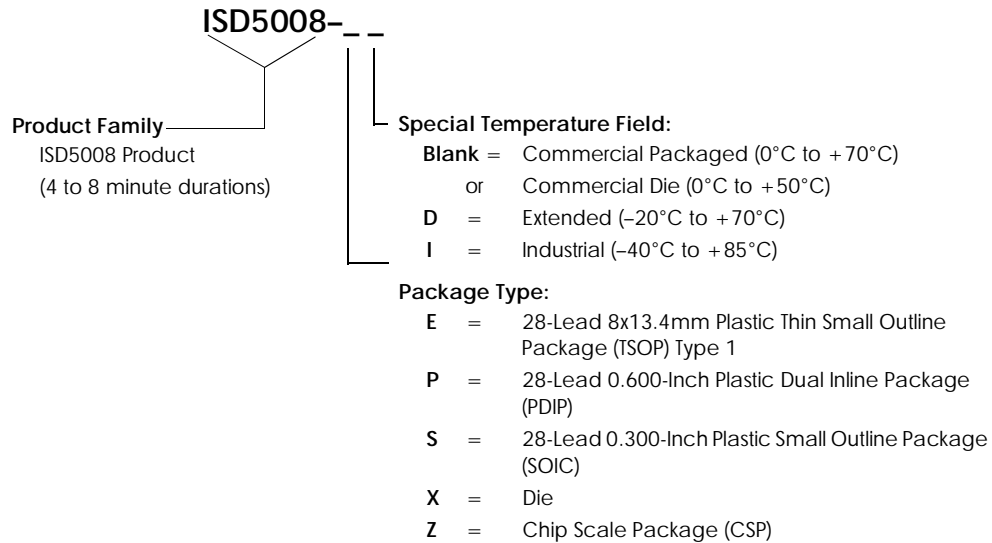 ISD5008–_ _
Product Family
ISD5008 Product
(4 to 8 minute durations)
Special Temperature Field:
Blank = Commercial Packaged (0°C to +70°C)
or Commercial Die (0°C to +50°C)
D = Extended (–20°C to +70°C)
I = Industrial (–40°C to +85°C)
Package Type:
E = 28-Lead 8x13.4mm Plastic Thin Small Outline
Package (TSOP) Type 1
P = 28-Lead 0.600-Inch Plastic Dual Inline Package
(PDIP)
S = 28-Lead 0.300-Inch Plastic Small Outline Package
(SOIC)
X = Die
Z = Chip Scale Package (CSP)